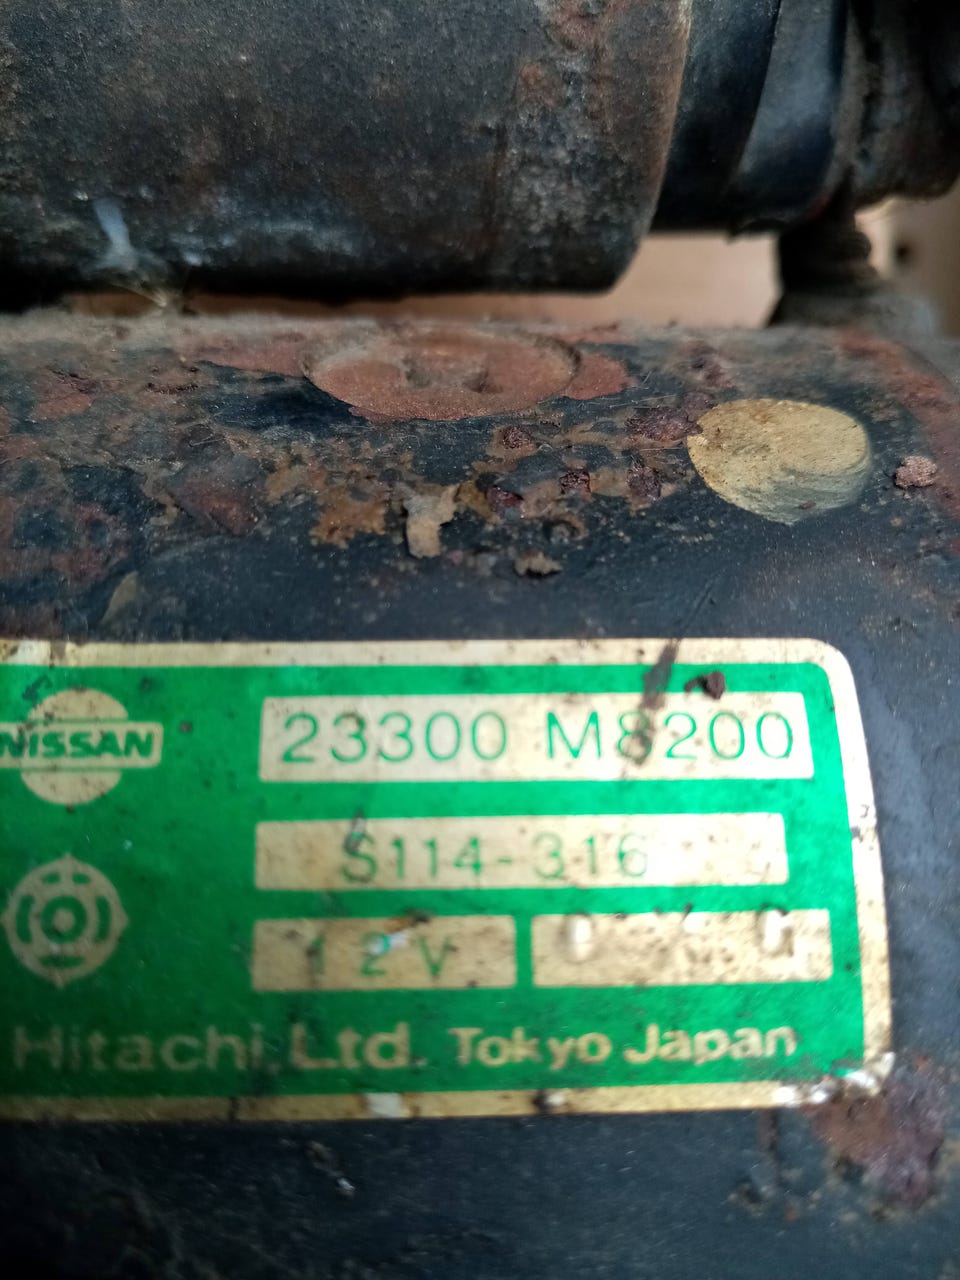 NISSAN
23300 M8200
S114-316
12V
Hitachi, Ltd. Tokyo Japan